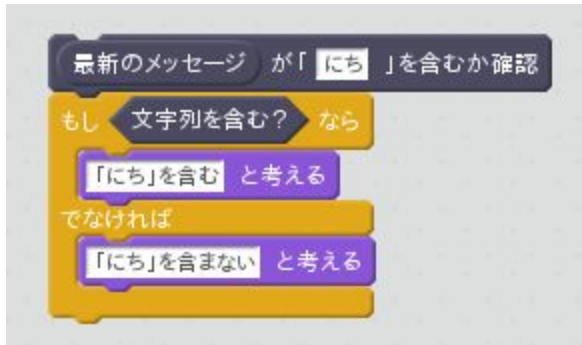 最新のメッセージ が「 にち 」を含むか確認
もし 文字列を含む? なら
「にち」を含む と考える
でなければ
「にち」を含まない と考える